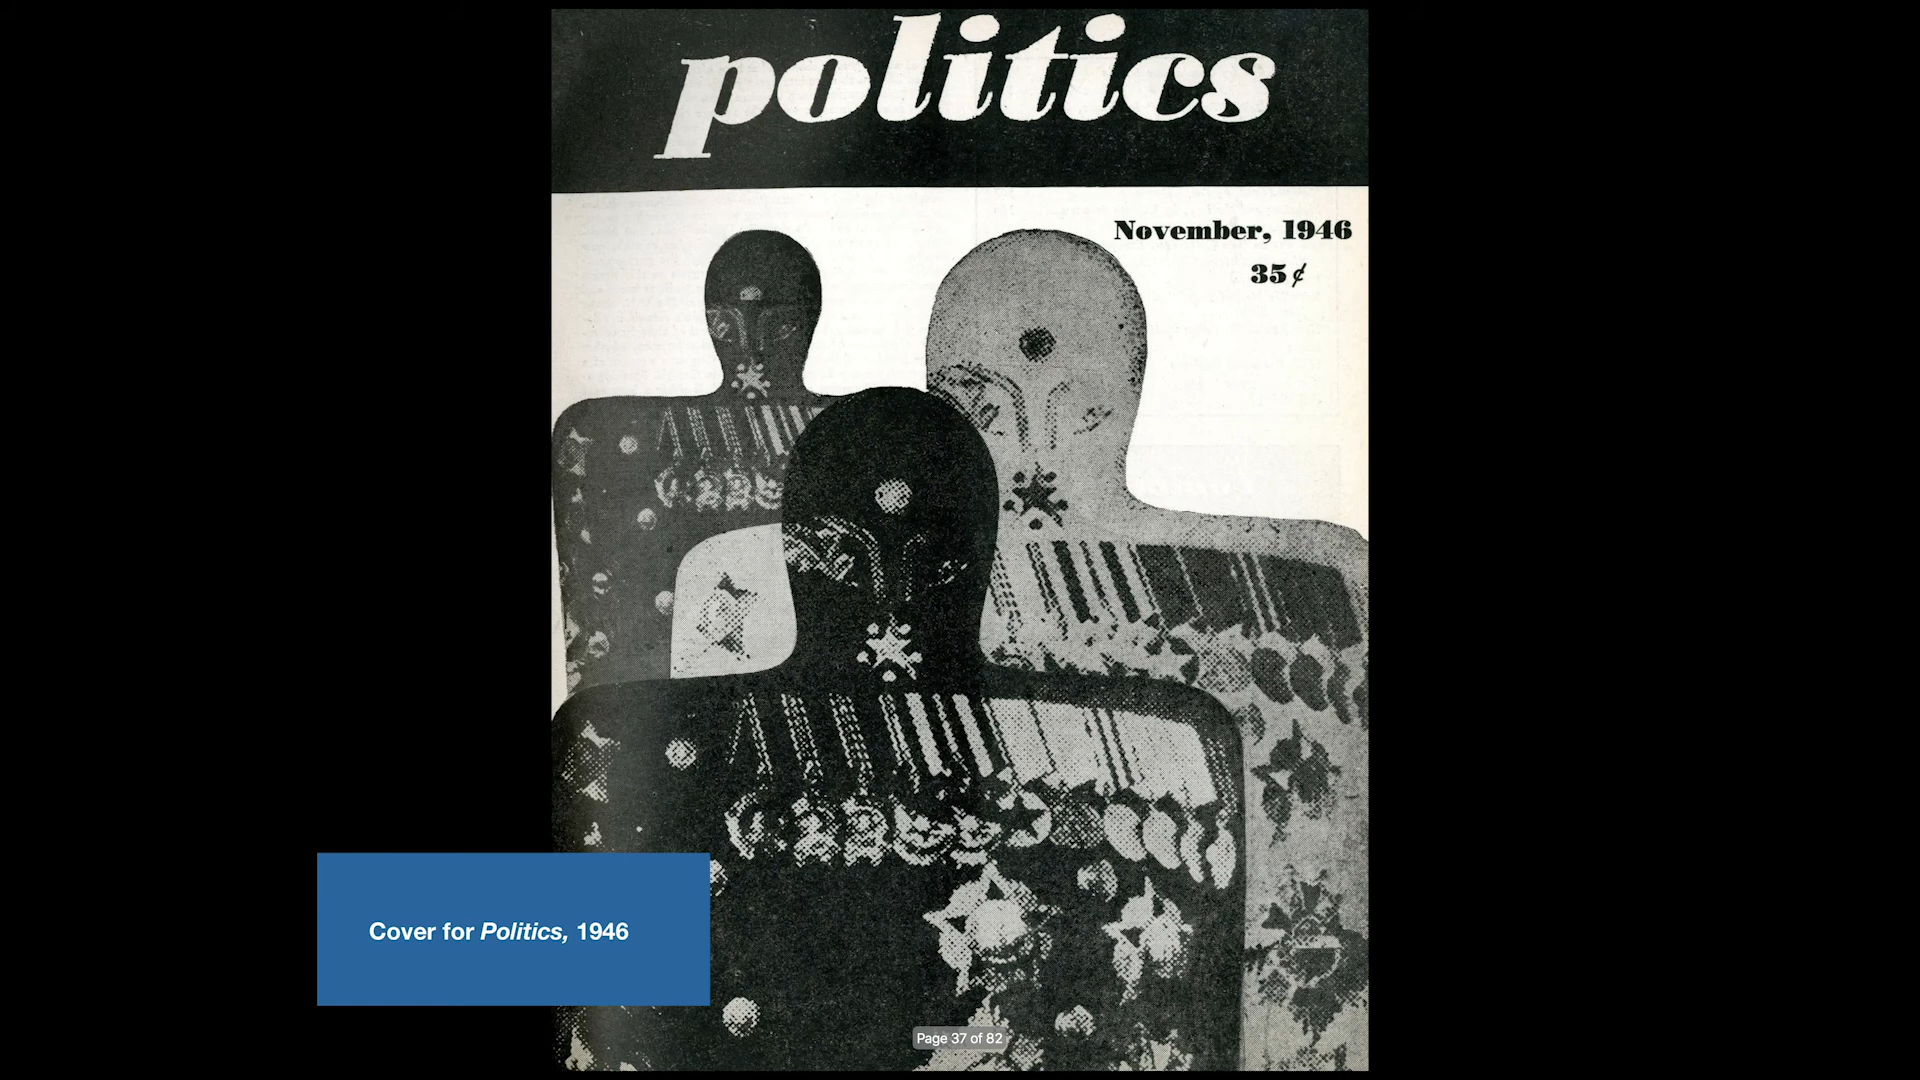 politics
November, 1946
35¢
Cover for Politics, 1946
Page 37 of 82